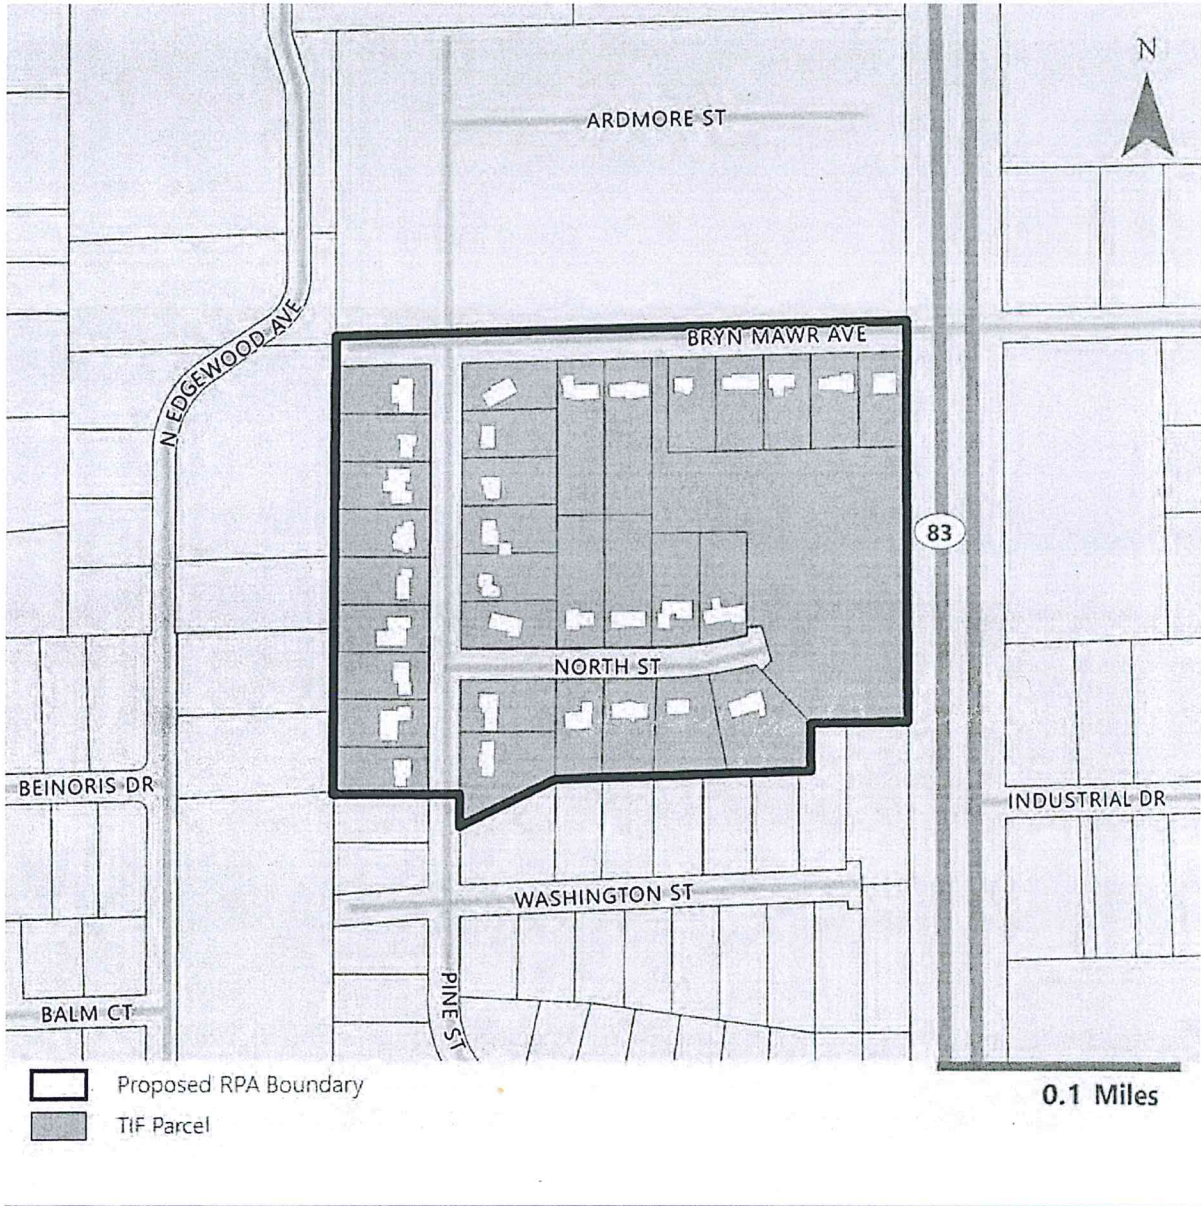 N
ARDMORE ST
BRYN MAWR AVE
N EDGEWOOD AVE
83
NORTH ST
BEINORIS DR
INDUSTRIAL DR
WASHINGTON ST
PINE ST
BALM CT
Proposed RPA Boundary
TIF Parcel
0.1 Miles